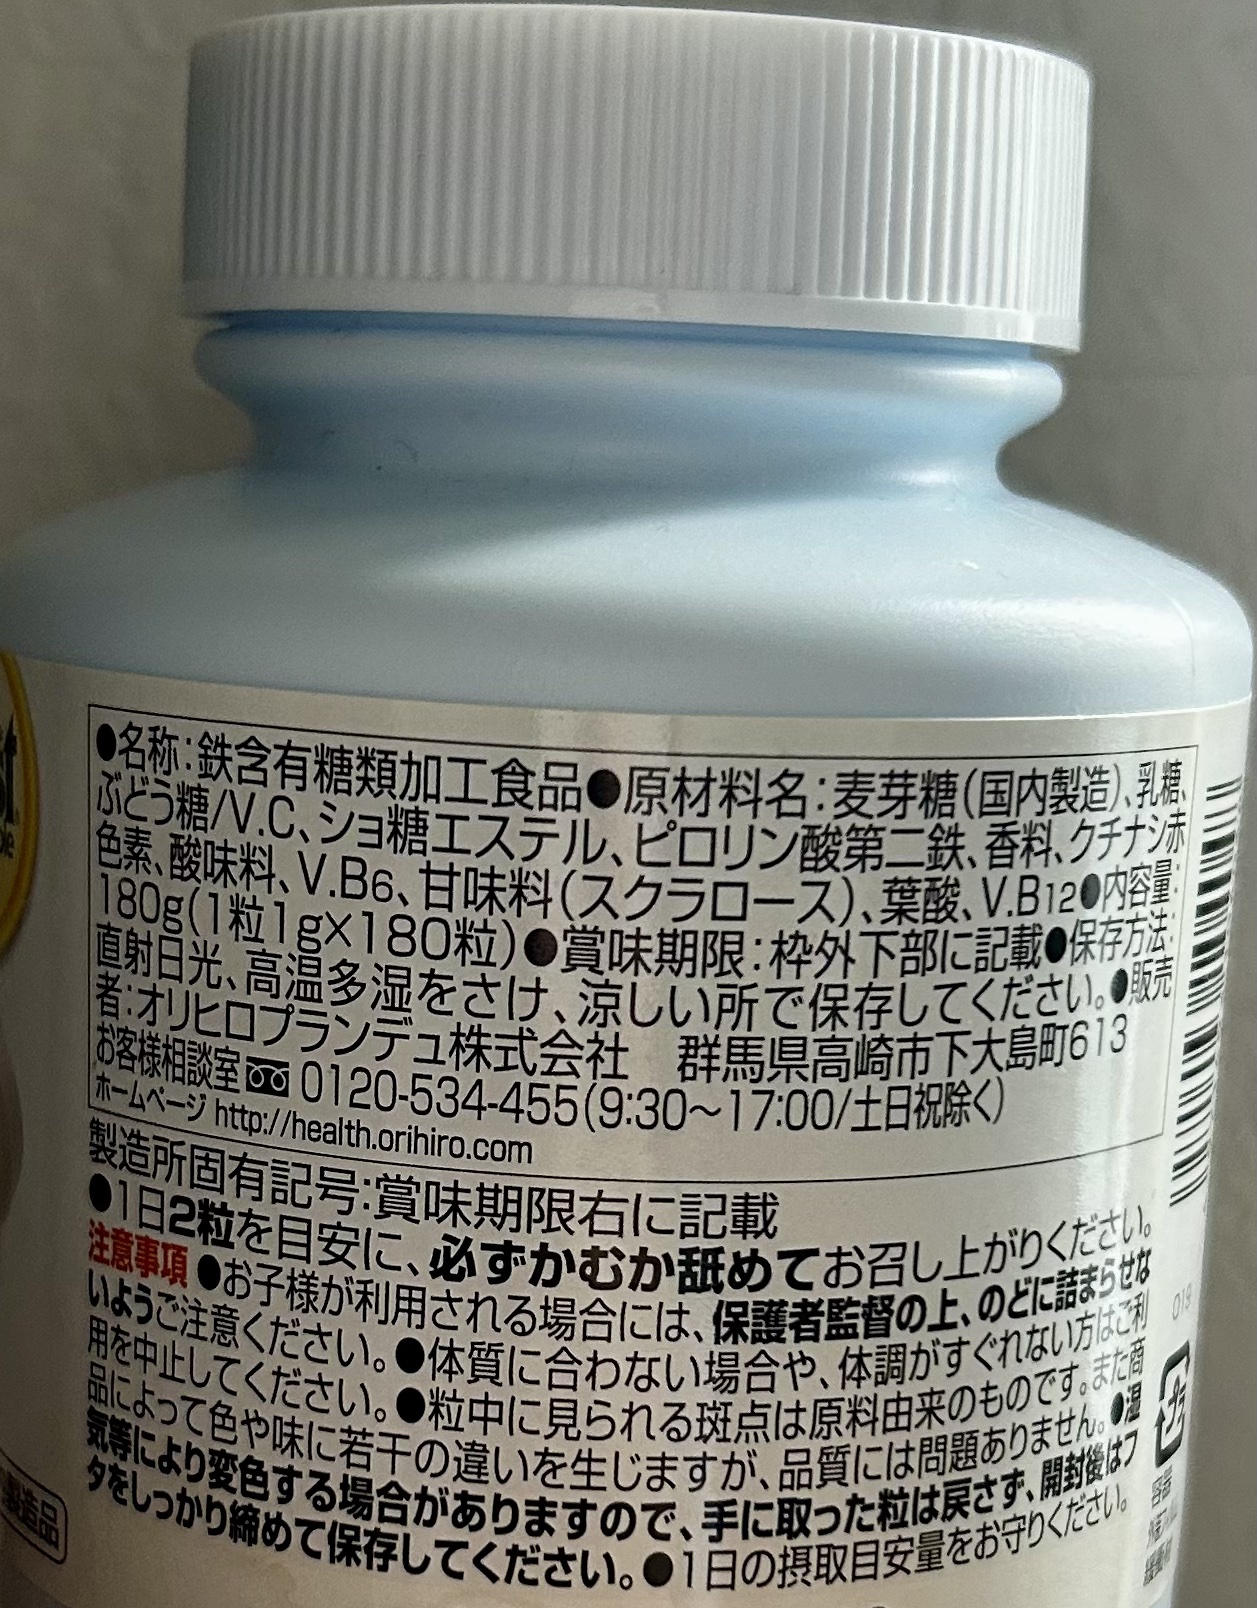 ●名称:鉄含有糖類加工食品●原材料名:麦芽糖(国内製造)、乳糖、
ぶどう糖/V.C、ショ糖エステル、ピロリン酸第二鉄、香料、クチナシ赤
色素、酸味料、V.B6、甘味料(スクラロース)、葉酸、V.B12●内容量:
180g(1粒1g×180粒)●賞味期限:枠外下部に記載●保存方法:
直射日光、高温多湿をさけ、涼しい所で保存してください。●販売
者:オリヒロプランデュ株式会社 群馬県高崎市下大島町613
お客様相談室 0120-534-455(9:30～17:00/土日祝除く)
ホームページ http://health.orihiro.com
製造所固有記号:賞味期限右に記載
●1日2粒を目安に、必ずかむか舐めてお召し上がりください。
注意事項 ●お子様が利用される場合には、保護者監督の上、のどに詰まらせな
いようご注意ください。●体質に合わない場合や、体調がすぐれない方はご利
用を中止してください。●粒中に見られる斑点は原料由来のものです。また商
品によって色や味に若干の違いを生じますが、品質には問題ありません。●湿
気等により変色する場合がありますので、手に取った粒は戻さず、開封後はフ
タをしっかり締めて保存してください。●1日の摂取目安量をお守りください。
製造品